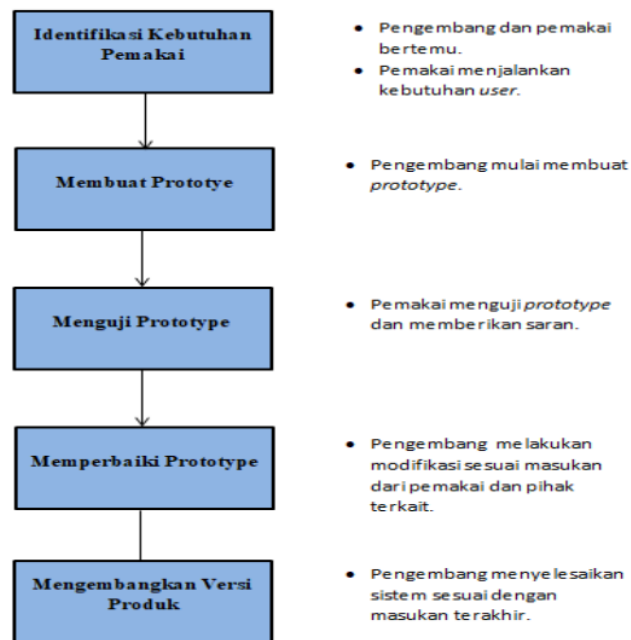 Identifikasi Kebutuhan
Pemakai
• Pengembang dan pemakai
bertemu.
• Pemakai menjalankan
kebutuhan user.
Membuat Prototye
• Pengembang mulai membuat
prototype.
Menguji Prototype
• Pemakai menguji prototype
dan memberikan saran.
Memperbaiki Prototype
• Pengembang melakukan
modifikasi sesuai masukan
dari pemakai dan pihak
terkait.
Mengembangkan Versi
Produk
• Pengembang menyelesaikan
sistem sesuai dengan
masukan terakhir.